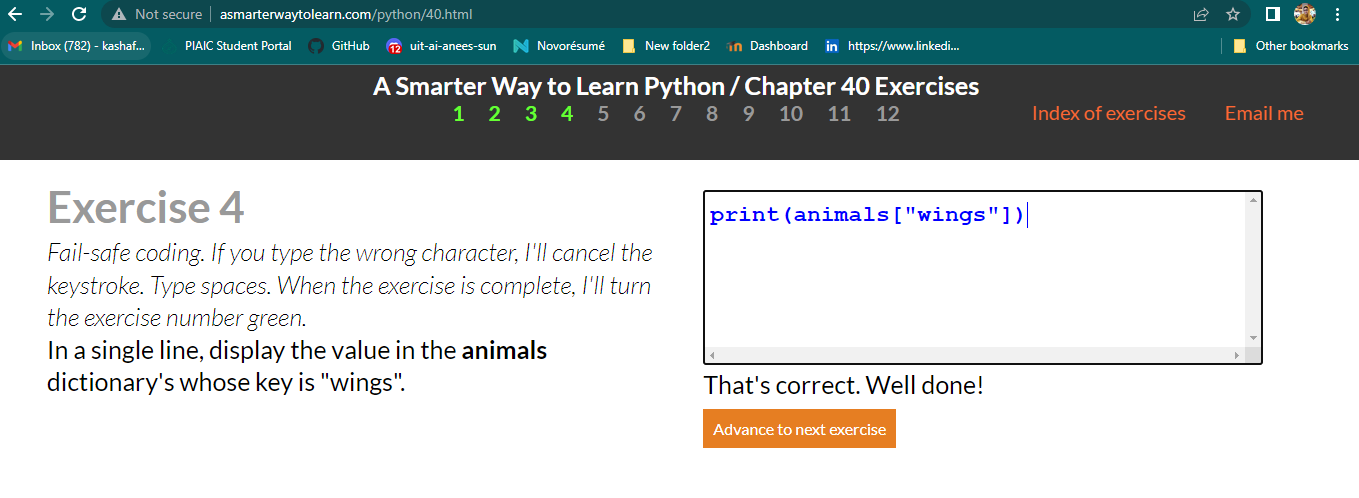 Not secure | asmarterwaytolearn.com/python/40.html
Inbox (782) - kashaf... PIAIC Student Portal GitHub 12 uit-ai-anees-sun Novorésumé New folder2 Dashboard in https://www.linkedi... Other bookmarks
A Smarter Way to Learn Python / Chapter 40 Exercises
1 2 3 4 5 6 7 8 9 10 11 12 Index of exercises Email me
Exercise 4
Fail-safe coding. If you type the wrong character, I'll cancel the
keystroke. Type spaces. When the exercise is complete, I'll turn
the exercise number green.
In a single line, display the value in the animals
dictionary's whose key is "wings".
print(animals["wings"])
That's correct. Well done!
Advance to next exercise